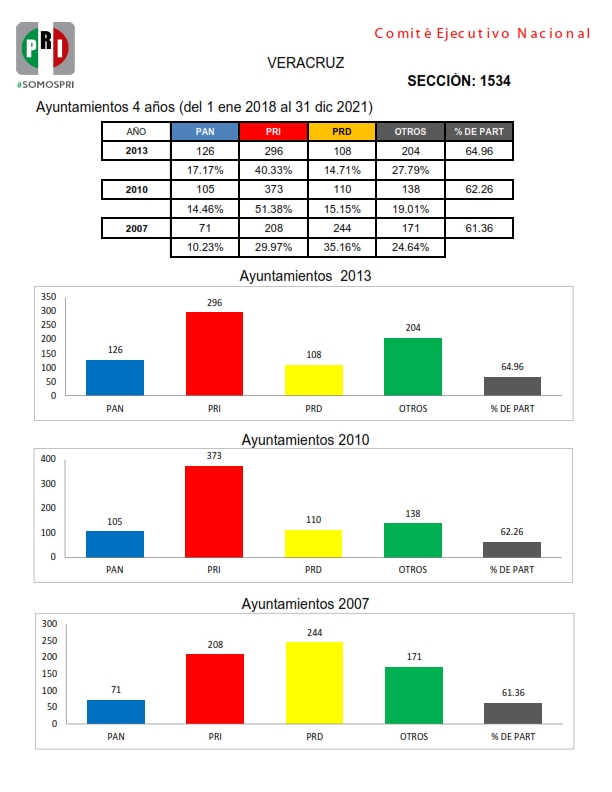 PRI
#SOMOSPRI
Comité Ejecutivo Nacional
VERACRUZ
SECCIÓN: 1534
Ayuntamientos 4 años (del 1 ene 2018 al 31 dic 2021)
AÑO PAN PRI PRD OTROS % DE PART
2013 126 296 108 204 64.96
17.17% 40.33% 14.71% 27.79%
2010 105 373 110 138 62.26
14.46% 51.38% 15.15% 19.01%
2007 71 208 244 171 61.36
10.23% 29.97% 35.16% 24.64%
Ayuntamientos 2013
350
300
250
200
150
100
50
0
126
296
108
204
64.96
PAN PRI PRD OTROS % DE PART
Ayuntamientos 2010
400
300
200
100
0
105
373
110
138
62.26
PAN PRI PRD OTROS % DE PART
Ayuntamientos 2007
300
250
200
150
100
50
0
71
208
244
171
61.36
PAN PRI PRD OTROS % DE PART